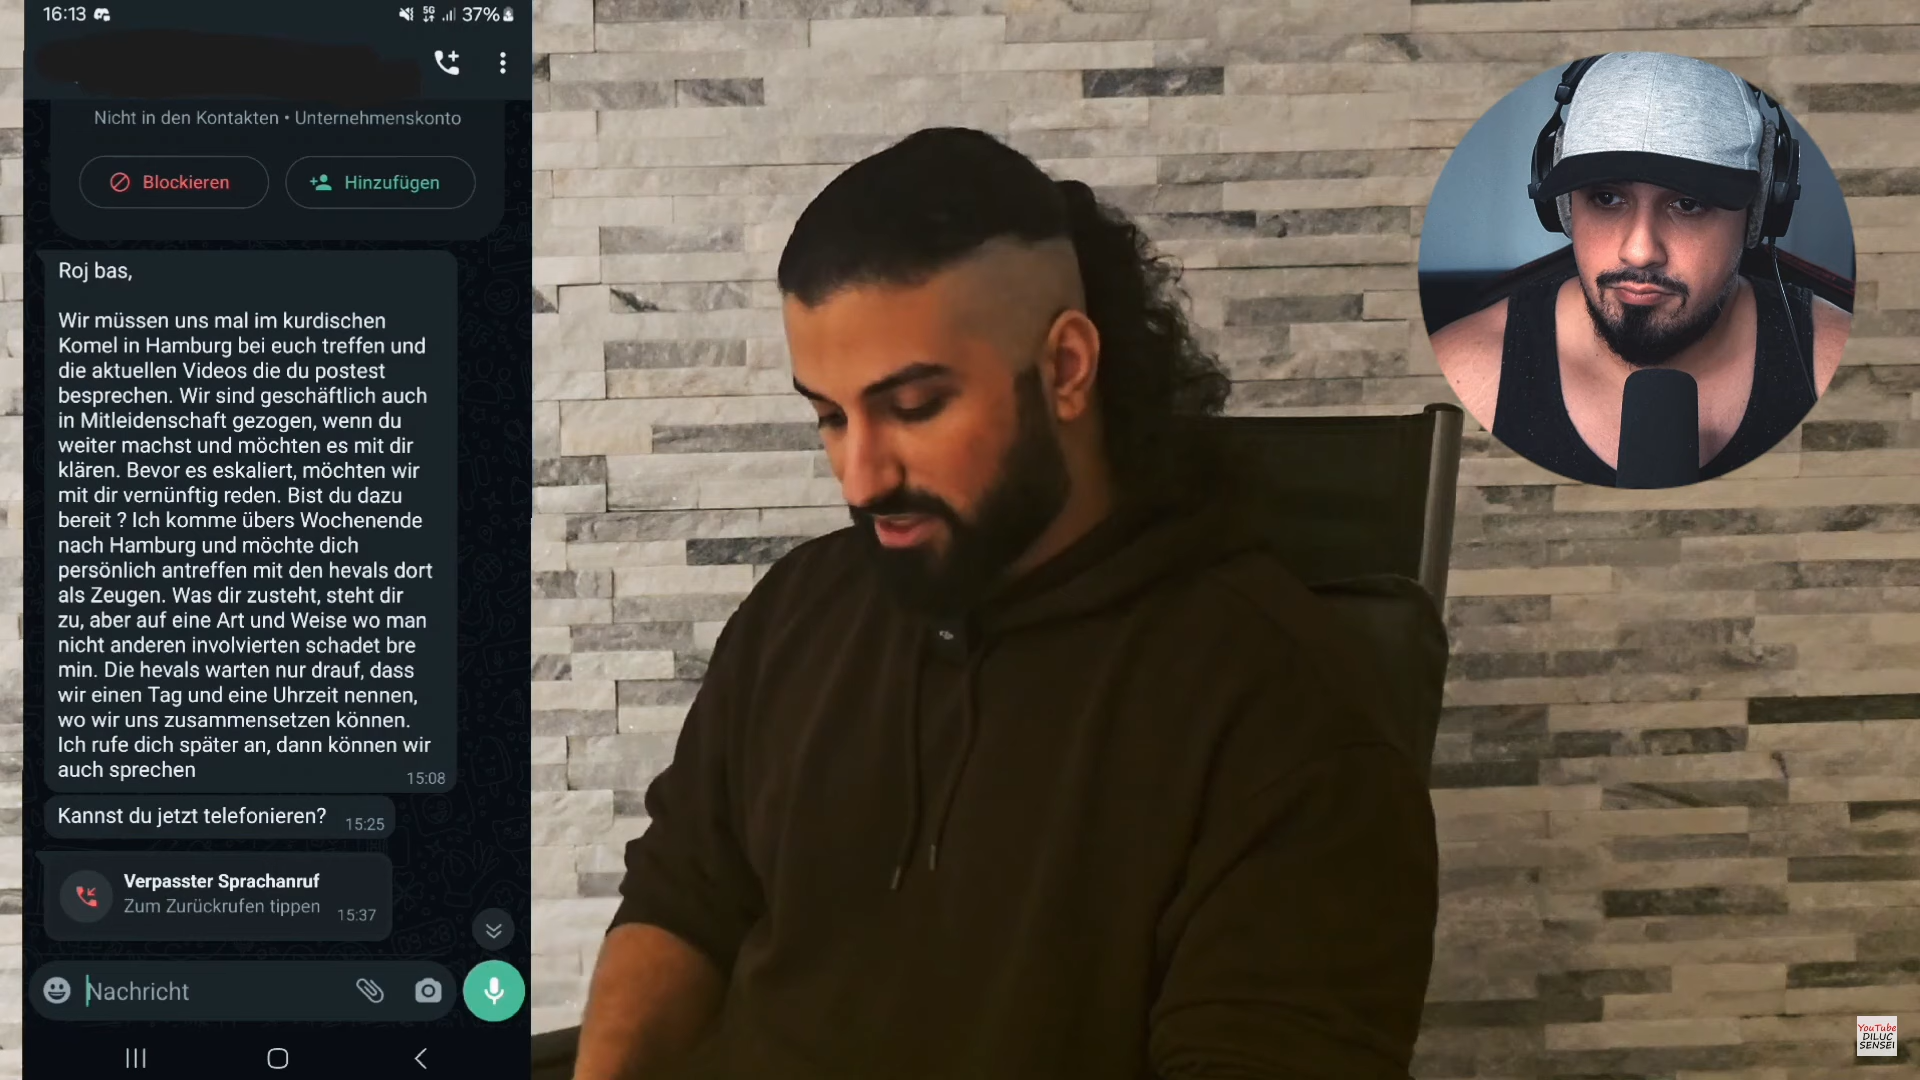 16:13
5G
37%
Nicht in den Kontakten • Unternehmenskonto
Blockieren
Hinzufügen
Roj bas,
Wir müssen uns mal im kurdischen
Komel in Hamburg bei euch treffen und
die aktuellen Videos die du postest
besprechen. Wir sind geschäftlich auch
in Mitleidenschaft gezogen, wenn du
weiter machst und möchten es mit dir
klären. Bevor es eskaliert, möchten wir
mit dir vernünftig reden. Bist du dazu
bereit ? Ich komme übers Wochenende
nach Hamburg und möchte dich
persönlich antreffen mit den hevals dort
als Zeugen. Was dir zusteht, steht dir
zu, aber auf eine Art und Weise wo man
nicht anderen involvierten schadet bre
min. Die hevals warten nur drauf, dass
wir einen Tag und eine Uhrzeit nennen,
wo wir uns zusammensetzen können.
Ich rufe dich später an, dann können wir
auch sprechen
15:08
Kannst du jetzt telefonieren?
15:25
Verpasster Sprachanruf
Zum Zurückrufen tippen
15:37
Nachricht
YouTube
DILUC
SENSEI